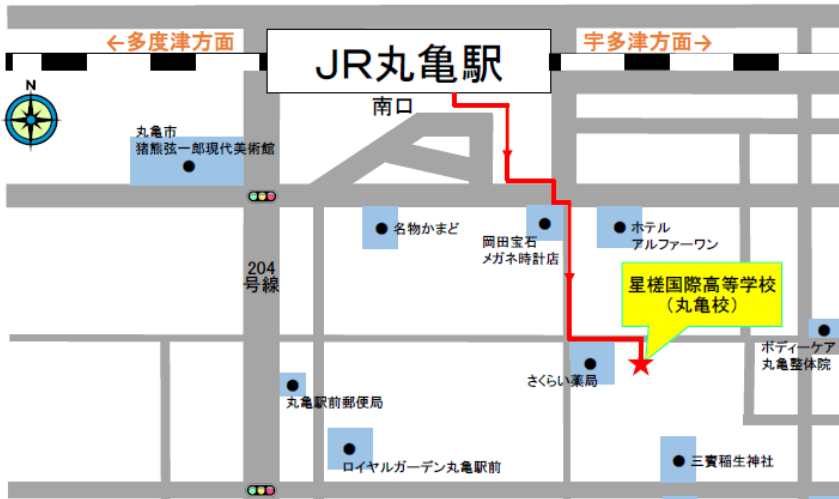 ←多度津方面
JR丸亀駅
宇多津方面→
N
南口
丸亀市
猪熊弦一郎現代美術館
名物かまど
岡田宝石
メガネ時計店
ホテル
アルファーワン
204
号線
星槎国際高等学校
(丸亀校)
ボディーケア
丸亀整体院
さくらい薬局
丸亀駅前郵便局
ロイヤルガーデン丸亀駅前
三寳稲生神社